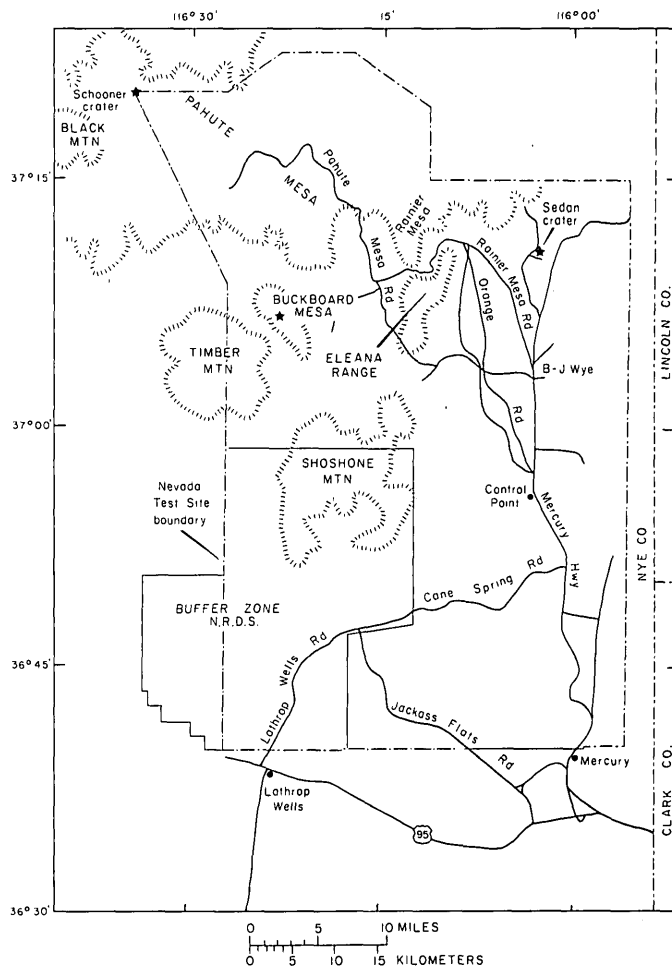 116° 30'
15'
116° 00'
Schooner
crater
PAHUTE
MESA
BLACK
MTN
37° 15'
Pahute
Mesa
Rd
Rainier
Mesa
Sedan
crater
Rainier Mesa Rd
Orange
Rd
BUCKBOARD
MESA
ELEANA
RANGE
TIMBER
MTN
B-J Wye
LINCOLN CO.
37° 00'
SHOSHONE
MTN
Nevada
Test Site
boundary
Control
Point
Mercury
Hwy
NYE CO
Cane Spring Rd
BUFFER ZONE
N.R.D.S.
36° 45'
Lathrop Wells Rd
Jackass Flats
Rd
Mercury
Lathrop
Wells
95
CLARK CO.
36° 30'
0 5 10 MILES
0 5 10 15
KILOMETERS